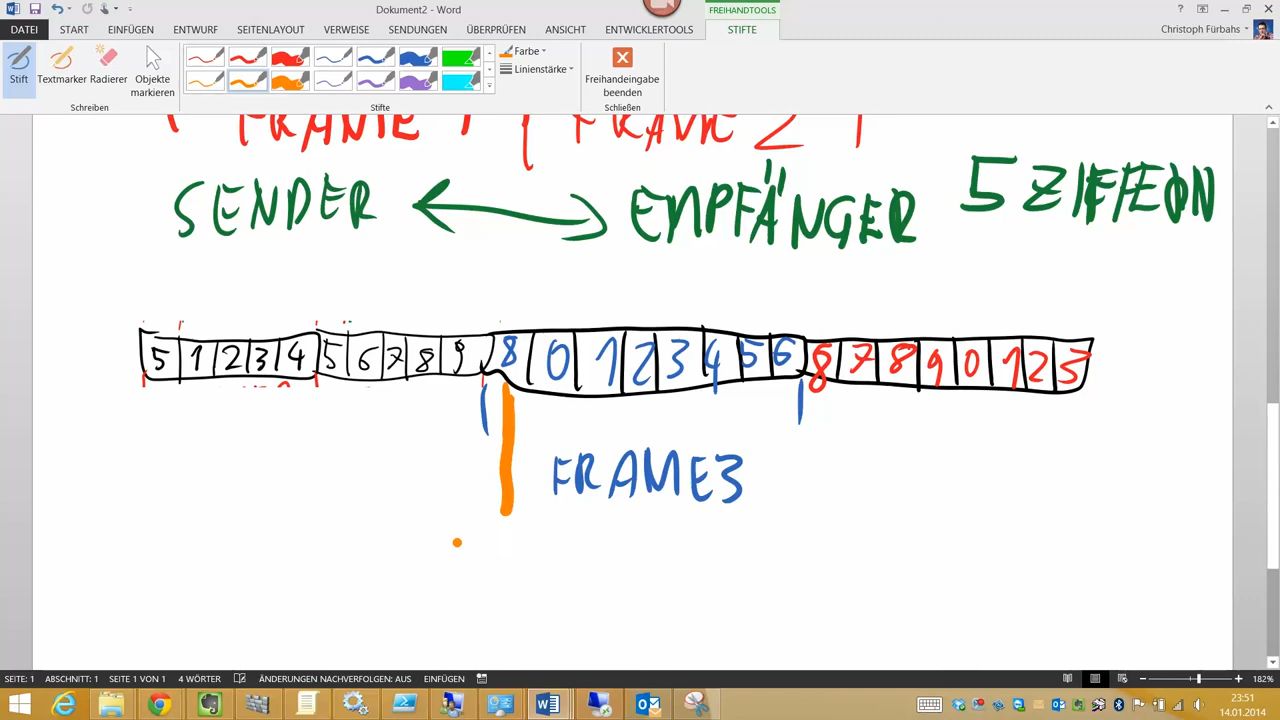 Dokument2 - Word
FREIHANDTOOLS
DATEI START EINFÜGEN ENTWURF SEITENLAYOUT VERWEISE SENDUNGEN ÜBERPRÜFEN ANSICHT ENTWICKLERTOOLS STIFTE Christoph Fürbahs
Stift Textmarker Radierer Objekte markieren
Farbe
Linienstärke
Freihandeingabe beenden
Schreiben Stifte Schließen
FRAME 1 FRAME 2
SENDER EMPFÄNGER 5 ZIFFERN
5 1 2 3 4 5 6 7 8 9 8 0 1 2 3 4 5 6 8 7 8 9 0 1 2 3
FRAME3
SEITE: 1 ABSCHNITT: 1 SEITE 1 VON 1 4 WÖRTER ÄNDERUNGEN NACHVERFOLGEN: AUS EINFÜGEN 182%
23:51
14.01.2014